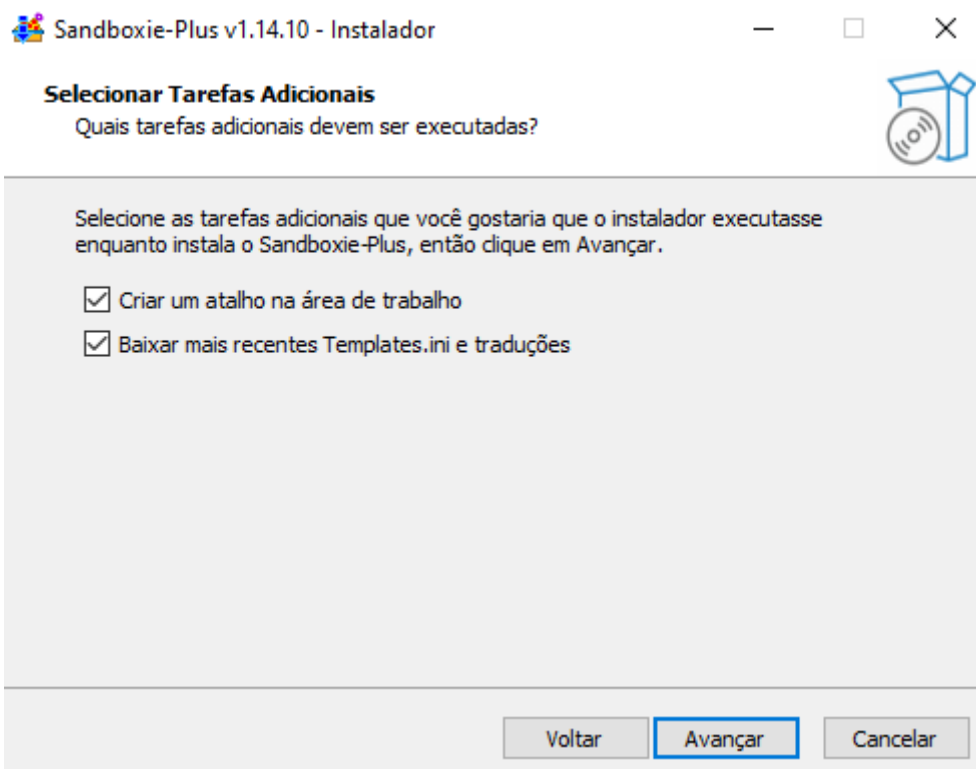 Sandboxie-Plus v1.14.10 - Instalador
Selecionar Tarefas Adicionais
Quais tarefas adicionais devem ser executadas?
Selecione as tarefas adicionais que você gostaria que o instalador executasse
enquanto instala o Sandboxie-Plus, então clique em Avançar.
Criar um atalho na área de trabalho
Baixar mais recentes Templates.ini e traduções
Voltar
Avançar
Cancelar